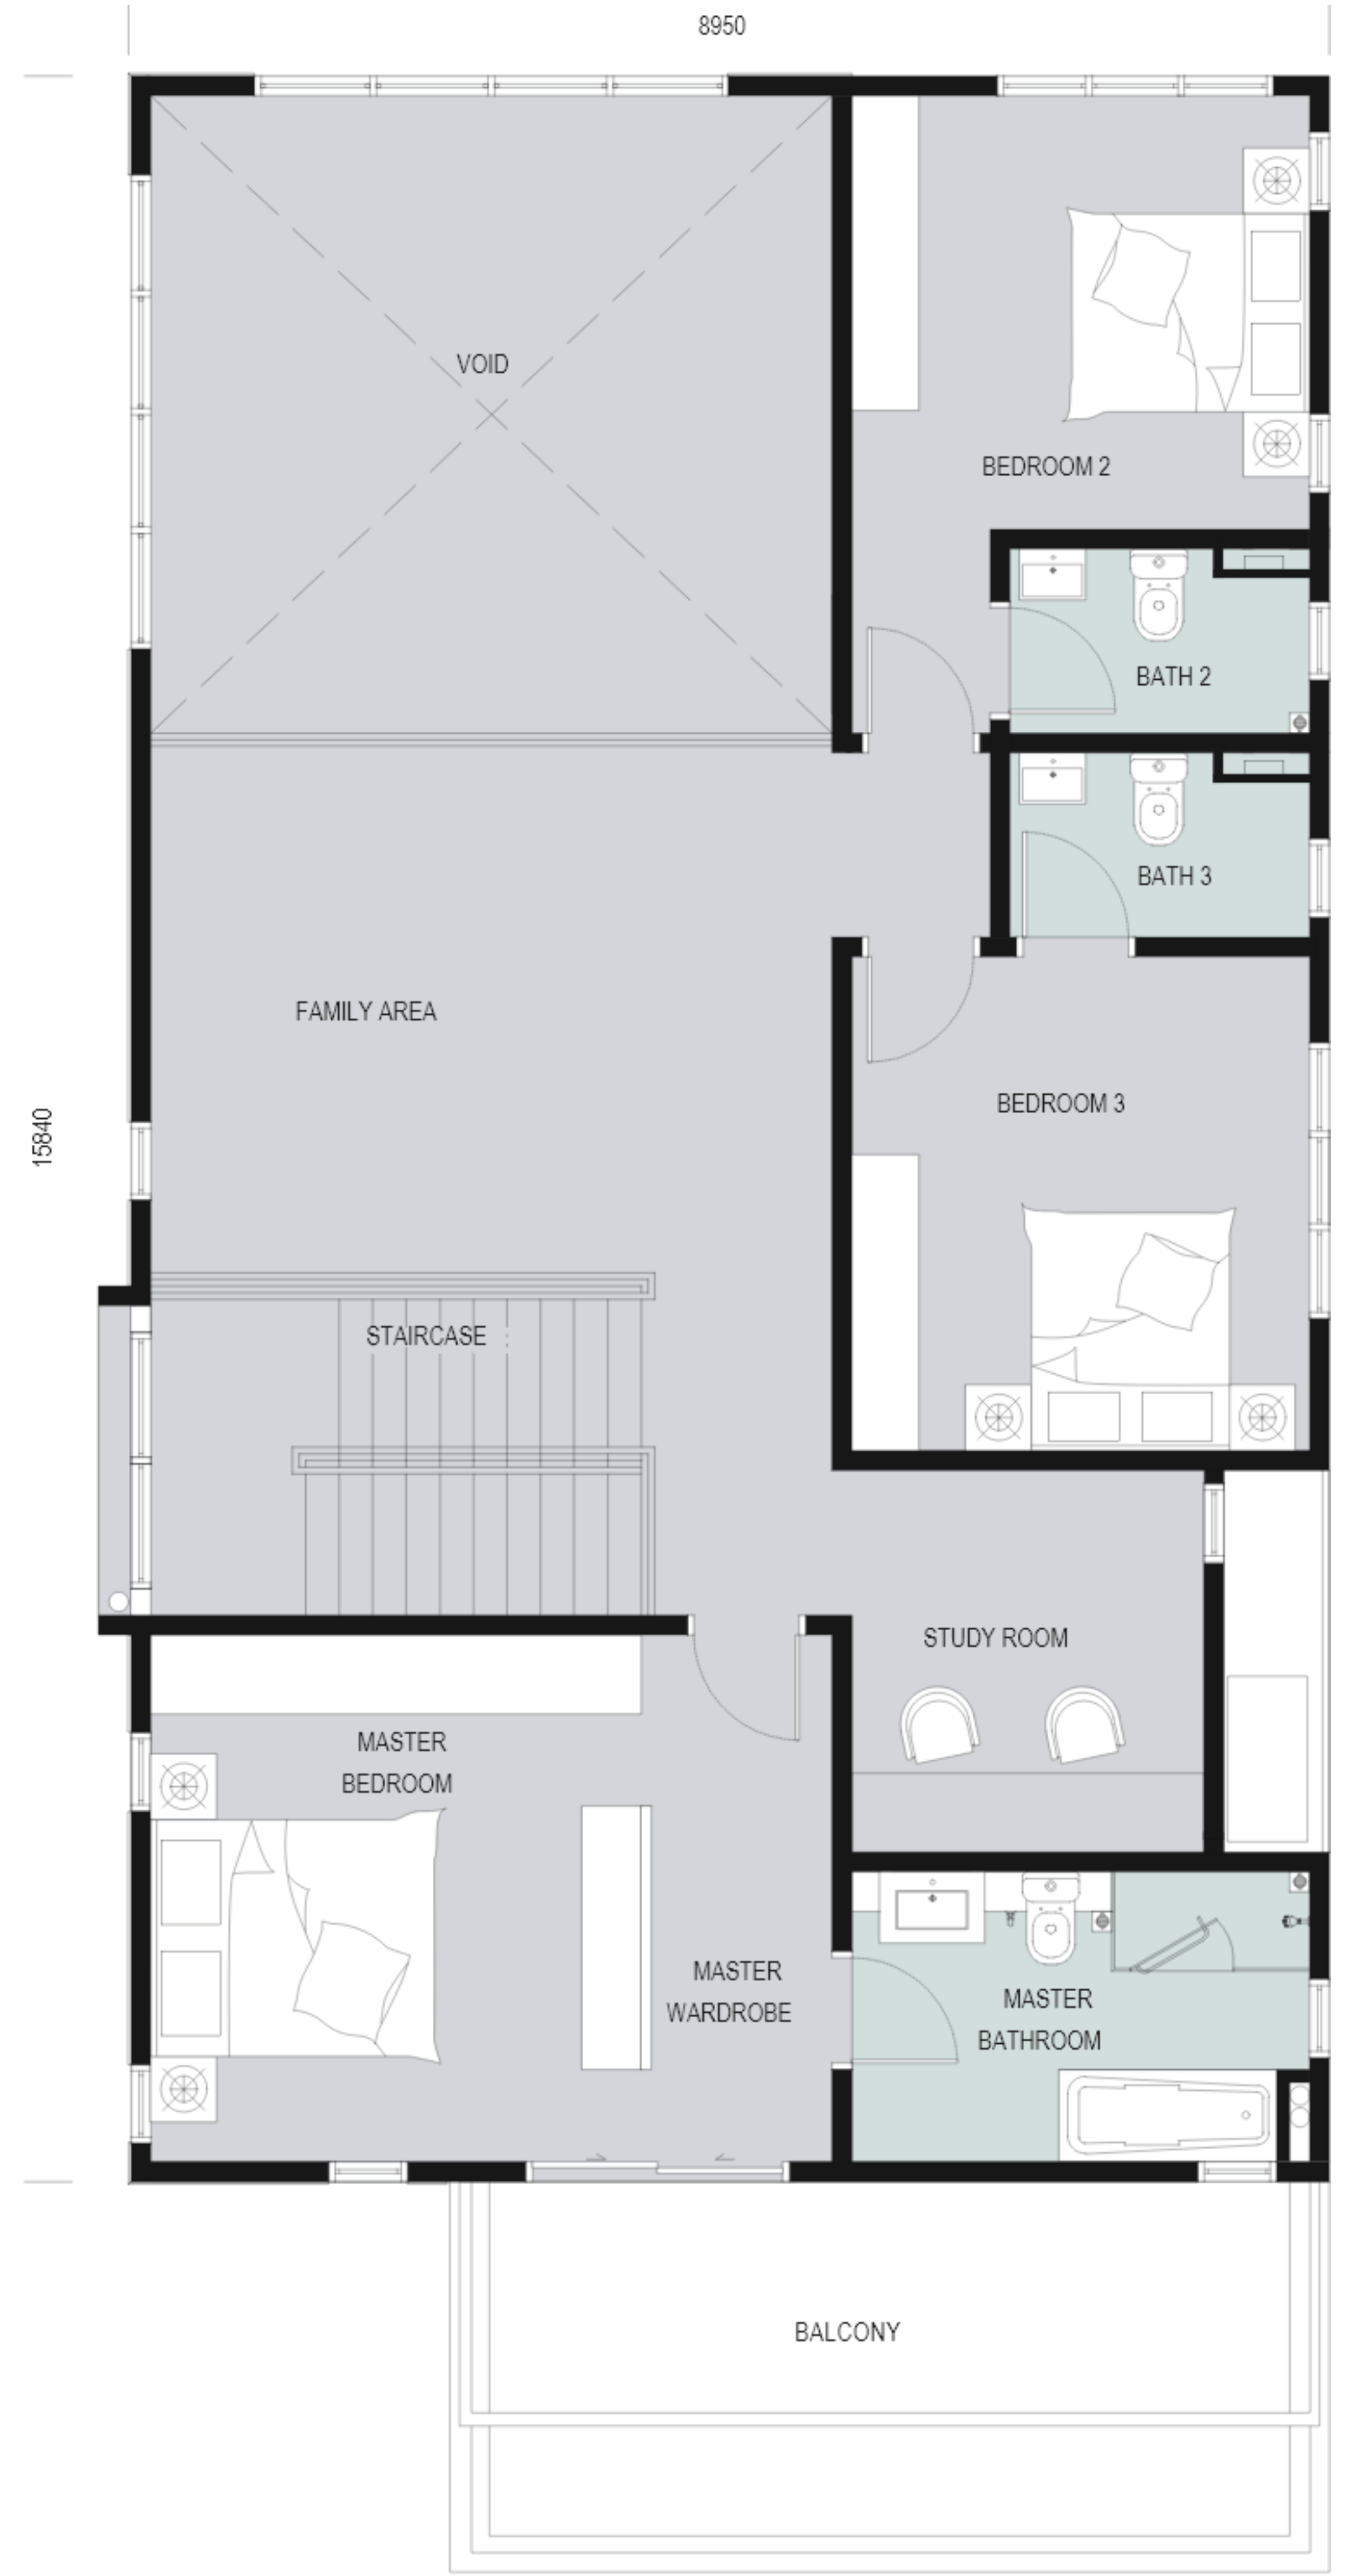 8950
VOID
BEDROOM 2
BATH 2
BATH 3
FAMILY AREA
BEDROOM 3
15840
STAIRCASE
STUDY ROOM
MASTER
BEDROOM
MASTER
WARDROBE
MASTER
BATHROOM
BALCONY